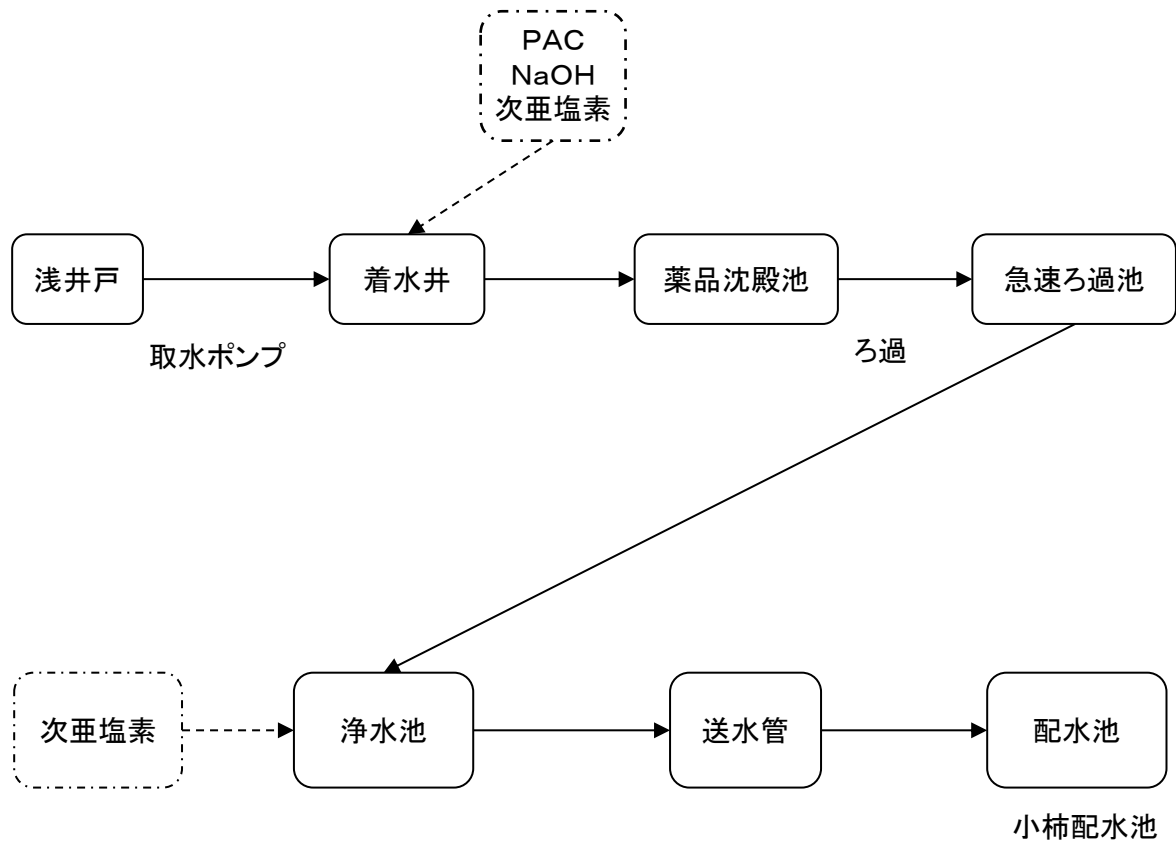 PAC
NaOH
次亜塩素
浅井戸
着水井
薬品沈殿池
急速ろ過池
取水ポンプ
ろ過
次亜塩素
浄水池
送水管
配水池
小柿配水池